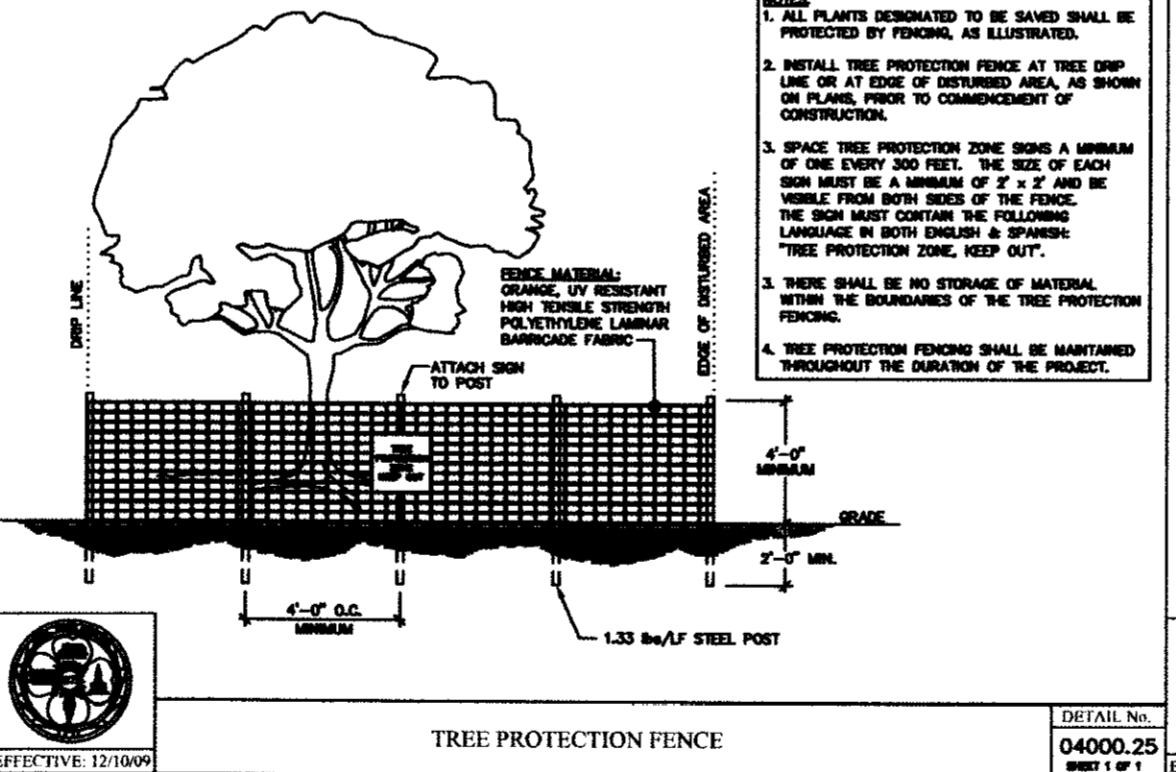 NOTES:
1. ALL PLANTS DESIGNATED TO BE SAVED SHALL BE
PROTECTED BY FENCING, AS ILLUSTRATED.
2. INSTALL TREE PROTECTION FENCE AT TREE DRIP
LINE OR AT EDGE OF DISTURBED AREA, AS SHOWN
ON PLANS, PRIOR TO COMMENCEMENT OF
CONSTRUCTION.
3. SPACE TREE PROTECTION ZONE SIGNS A MINIMUM
OF ONE EVERY 300 FEET. THE SIZE OF EACH
SIGN MUST BE A MINIMUM OF 2' x 2' AND BE
VISIBLE FROM BOTH SIDES OF THE FENCE.
THE SIGN MUST CONTAIN THE FOLLOWING
LANGUAGE IN BOTH ENGLISH & SPANISH:
"TREE PROTECTION ZONE, KEEP OUT".
3. THERE SHALL BE NO STORAGE OF MATERIAL
WITHIN THE BOUNDARIES OF THE TREE PROTECTION
FENCING.
4. TREE PROTECTION FENCING SHALL BE MAINTAINED
THROUGHOUT THE DURATION OF THE PROJECT.
DRIP LINE
FENCE MATERIAL:
ORANGE, UV RESISTANT
HIGH TENSILE STRENGTH
POLYETHYLENE LAMINAR
BARRICADE FABRIC
EDGE OF DISTURBED AREA
ATTACH SIGN
TO POST
TREE
PROTECTION
ZONE
KEEP OUT
4'-0"
MINIMUM
GRADE
2'-0" MIN.
4'-0" O.C.
MINIMUM
1.33 lbs/LF STEEL POST
EFFECTIVE: 12/10/09
TREE PROTECTION FENCE
DETAIL No.
04000.25
SHEET 1 OF 1